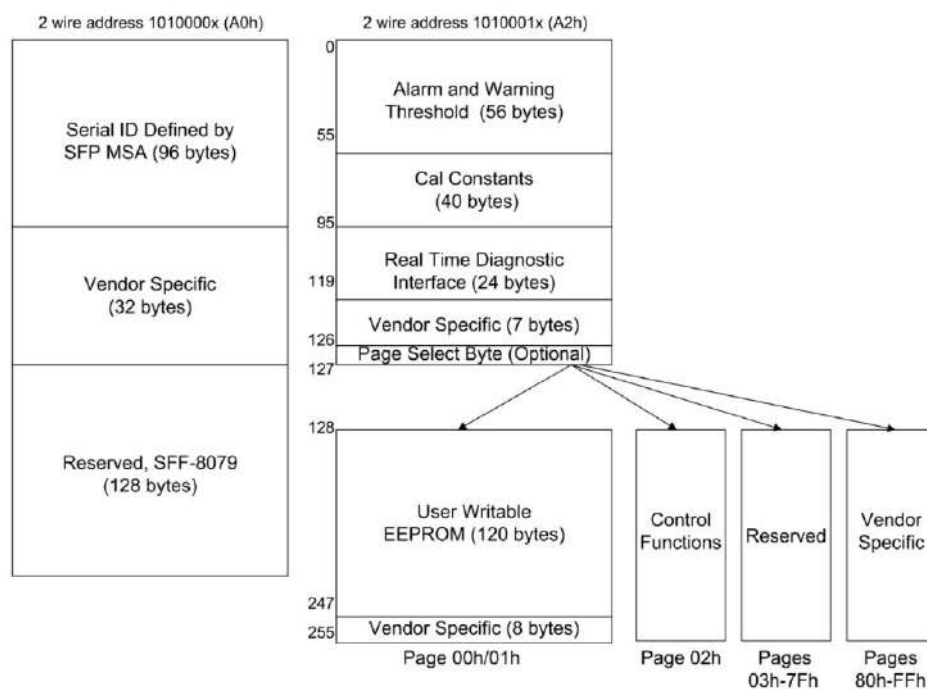 2 wire address 1010000x (A0h)
Serial ID Defined by
SFP MSA (96 bytes)
Vendor Specific
(32 bytes)
Reserved, SFF-8079
(128 bytes)
2 wire address 1010001x (A2h)
0
Alarm and Warning
Threshold (56 bytes)
55
Cal Constants
(40 bytes)
95
Real Time Diagnostic
Interface (24 bytes)
119
Vendor Specific (7 bytes)
126
Page Select Byte (Optional)
127
128
User Writable
EEPROM (120 bytes)
247
Vendor Specific (8 bytes)
255
Page 00h/01h
Control
Functions
Page 02h
Reserved
Pages
03h-7Fh
Vendor
Specific
Pages
80h-FFh